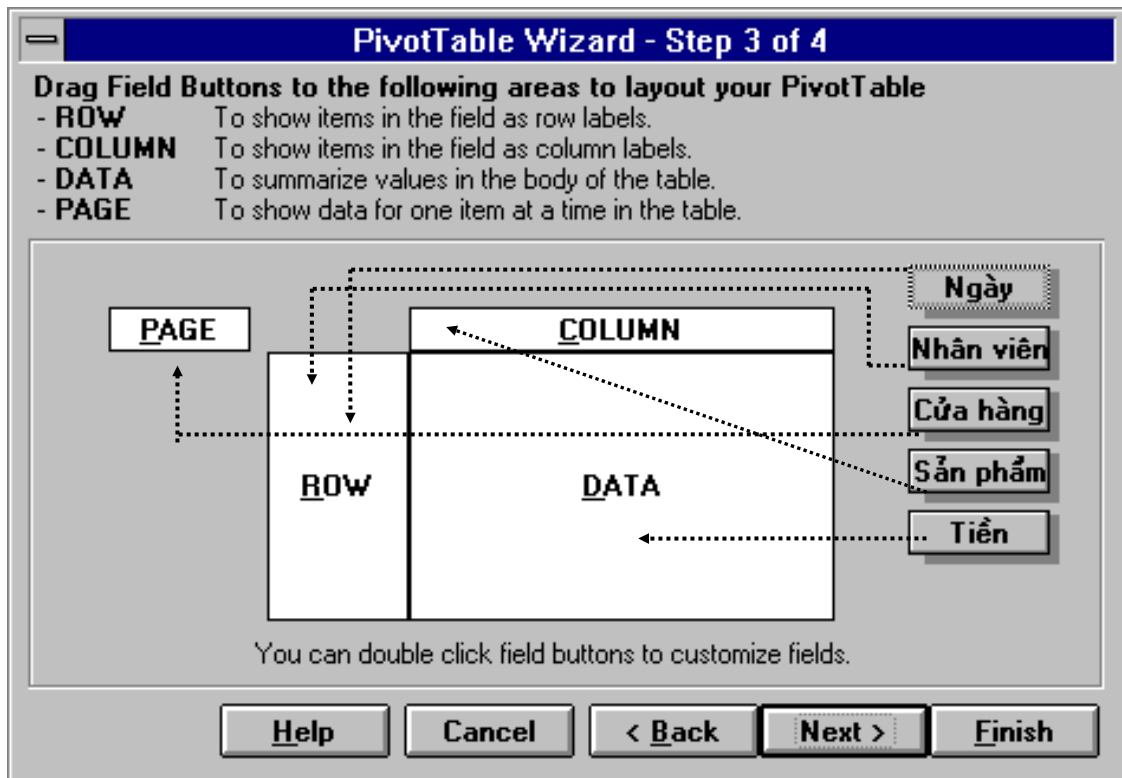 PivotTable Wizard - Step 3 of 4
Drag Field Buttons to the following areas to layout your PivotTable
- ROW To show items in the field as row labels.
- COLUMN To show items in the field as column labels.
- DATA To summarize values in the body of the table.
- PAGE To show data for one item at a time in the table.
Ngày
PAGE
COLUMN
Nhân viên
Cửa hàng
ROW
DATA
Sản phẩm
Tiền
You can double click field buttons to customize fields.
Help Cancel < Back Next > Finish